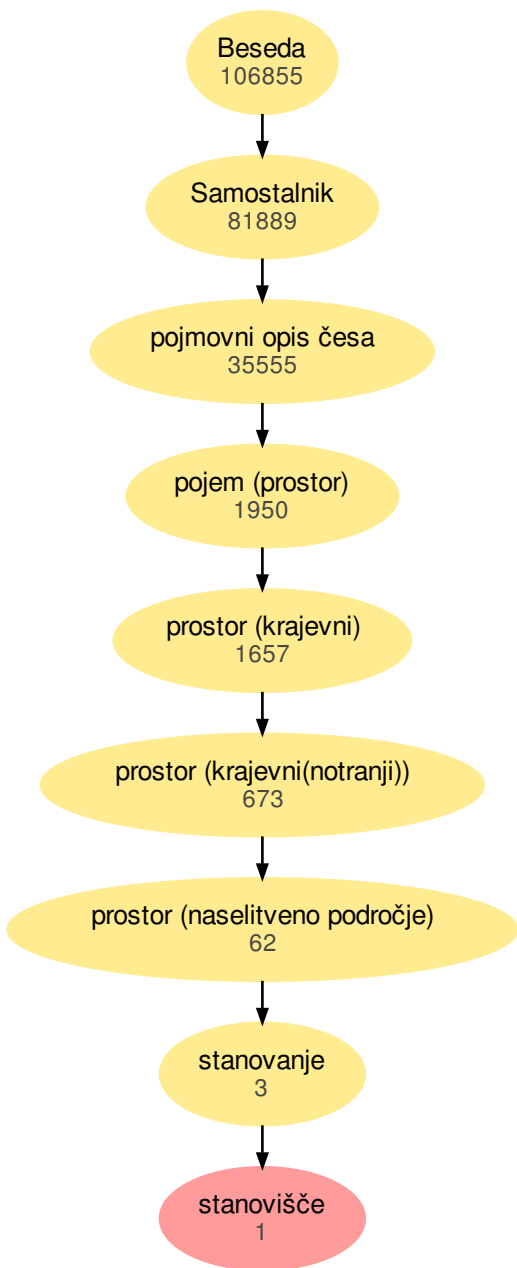 Beseda
106855
Samostalnik
81889
pojmovni opis česa
35555
pojem (prostor)
1950
prostor (krajevni)
1657
prostor (krajevni(notranji))
673
prostor (naselitveno področje)
62
stanovanje
3
stanovišče
1